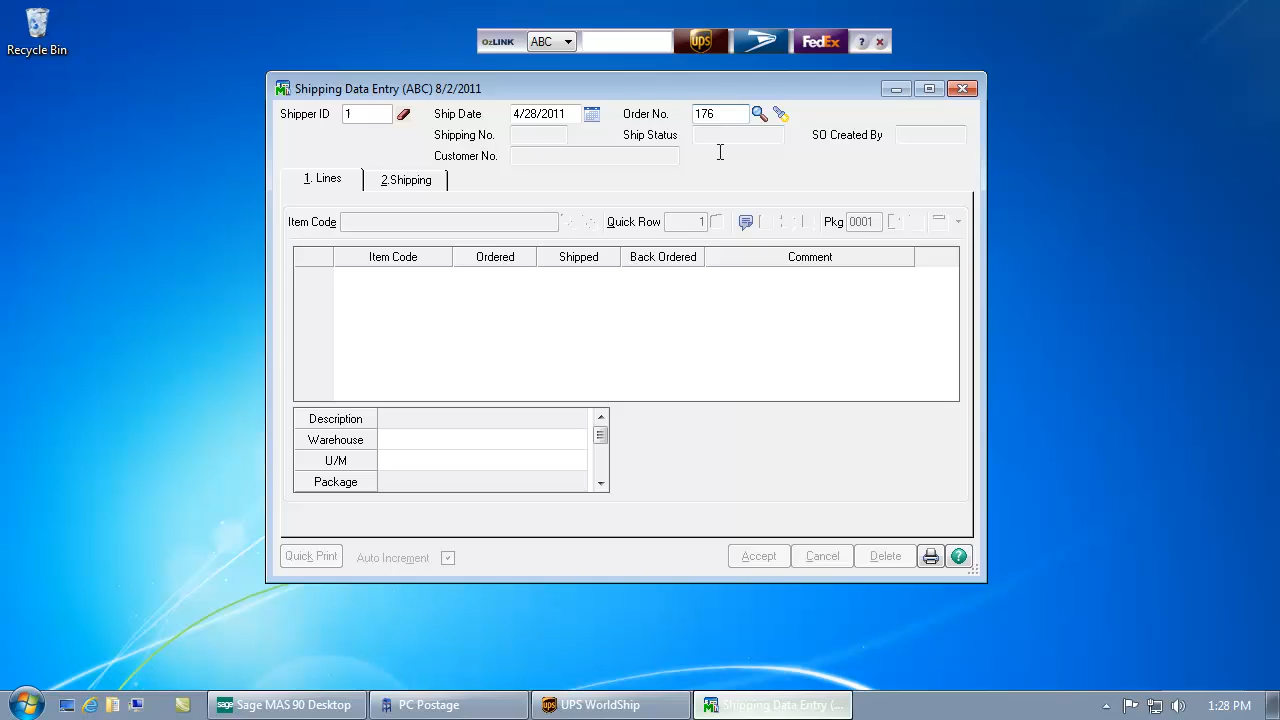 Recycle Bin
OzLINK ABC ups FedEx ?
Shipping Data Entry (ABC) 8/2/2011
Shipper ID 1 Ship Date 4/28/2011 Order No. 176
Shipping No. Ship Status SO Created By
Customer No.
1. Lines 2.Shipping
Item Code Quick Row 1 Pkg 0001
Item Code Ordered Shipped Back Ordered Comment
Description
Warehouse
U/M
Package
Quick Print Auto Increment Accept Cancel Delete ?
sage Sage MAS 90 Desktop PC Postage UPS WorldShip Shipping Data Entry (... 1:28 PM